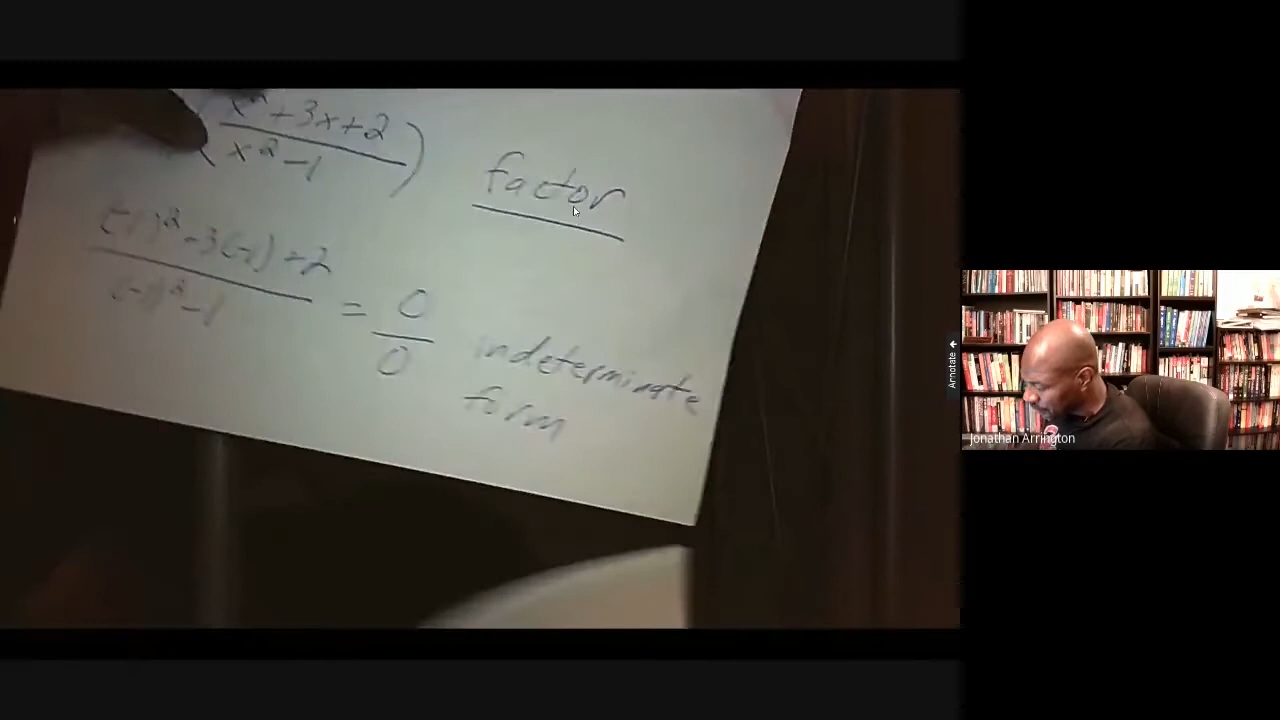 (x² + 3x + 2
x² - 1)
factor
(-1)² + 3(-1) + 2
(-1)² - 1
= 0
0
indeterminate
form
Annotate
Jonathan Arrington